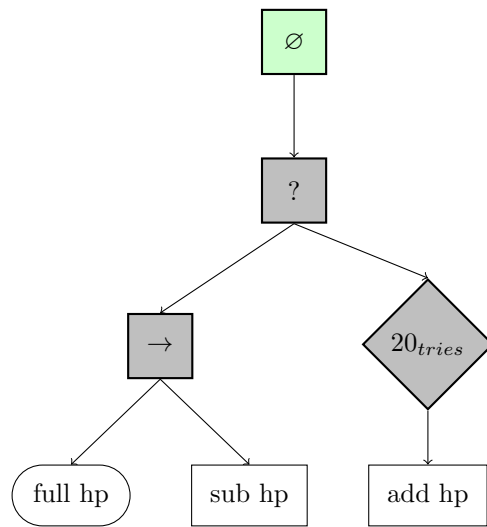 ∅
?
→
20tries
full hp
sub hp
add hp